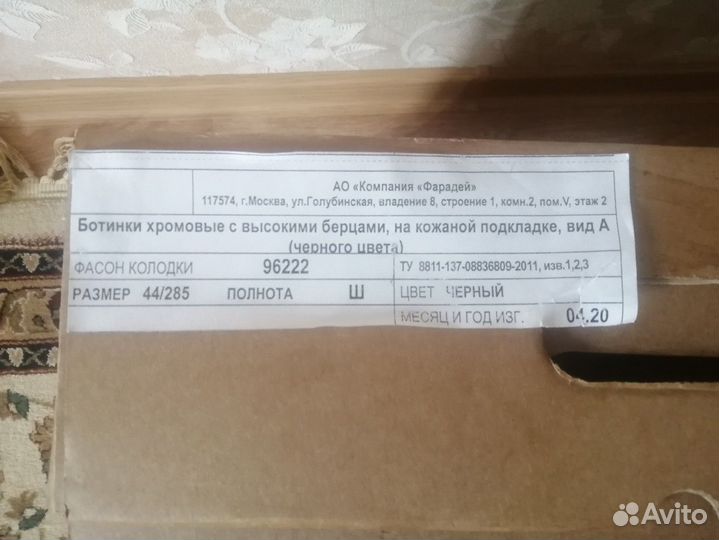 АО «Компания «Фарадей»
117574, г.Москва, ул.Голубинская, владение 8, строение 1, комн.2, пом.V, этаж 2
Ботинки хромовые с высокими берцами, на кожаной подкладке, вид А
(черного цвета)
ФАСОН КОЛОДКИ 96222 ТУ 8811-137-08836809-2011, изв.1,2,3
РАЗМЕР 44/285 ПОЛНОТА Ш ЦВЕТ ЧЕРНЫЙ
МЕСЯЦ И ГОД ИЗГ. 04.20
Avito